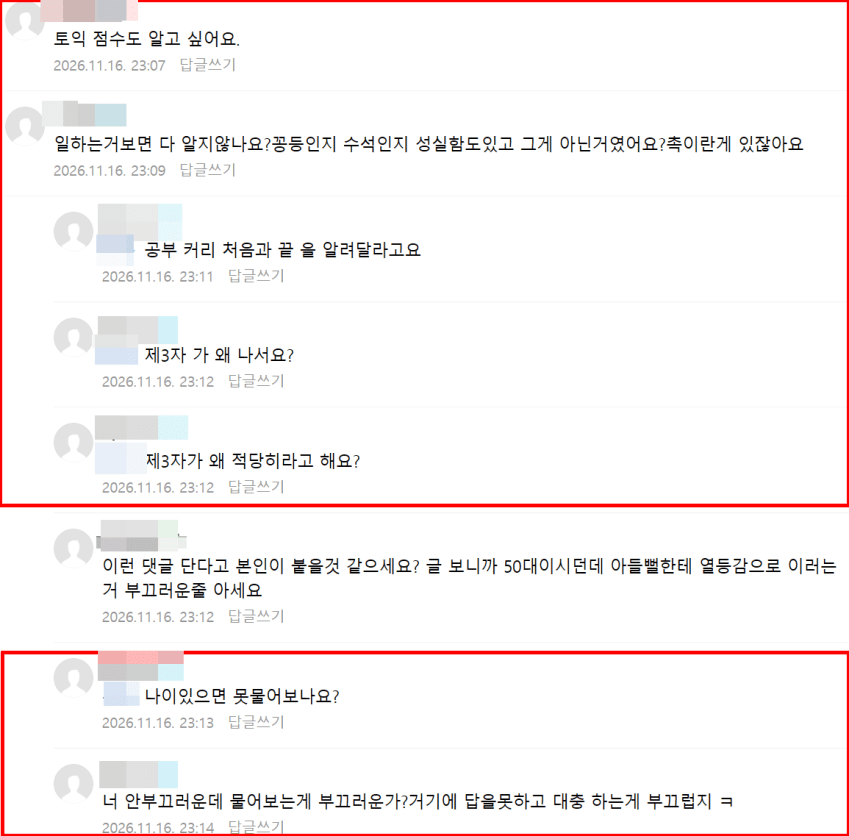 토익 점수도 알고 싶어요.
2026.11.16. 23:07 답글쓰기
일하는거보면 다 알지않나요?꽁등인지 수석인지 성실함도있고 그게 아닌거였어요?촉이란게 있잖아요
2026.11.16. 23:09 답글쓰기
공부 커리 처음과 끝 을 알려달라고요
2026.11.16. 23:11 답글쓰기
제3자 가 왜 나서요?
2026.11.16. 23:12 답글쓰기
제3자가 왜 적당히라고 해요?
2026.11.16. 23:12 답글쓰기
이런 댓글 단다고 본인이 붙을것 같으세요? 글 보니까 50대이시던데 아들뻘한테 열등감으로 이러는
거 부끄러운줄 아세요
2026.11.16. 23:12 답글쓰기
나이있으면 못물어보나요?
2026.11.16. 23:13 답글쓰기
너 안부끄러운데 물어보는게 부끄러운가?거기에 답을못하고 대충 하는게 부끄럽지 ㅋ
2026.11.16. 23:14 답글쓰기